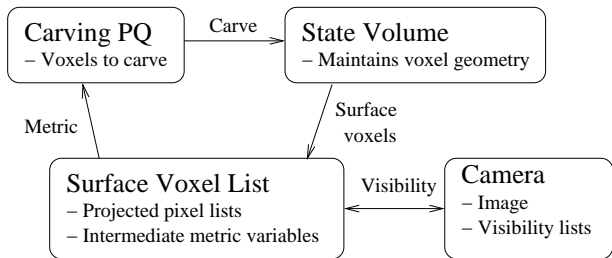 Carving PQ
– Voxels to carve
Carve
State Volume
– Maintains voxel geometry
Metric
Surface
voxels
Surface Voxel List
– Projected pixel lists
– Intermediate metric variables
Visibility
Camera
– Image
– Visibility lists